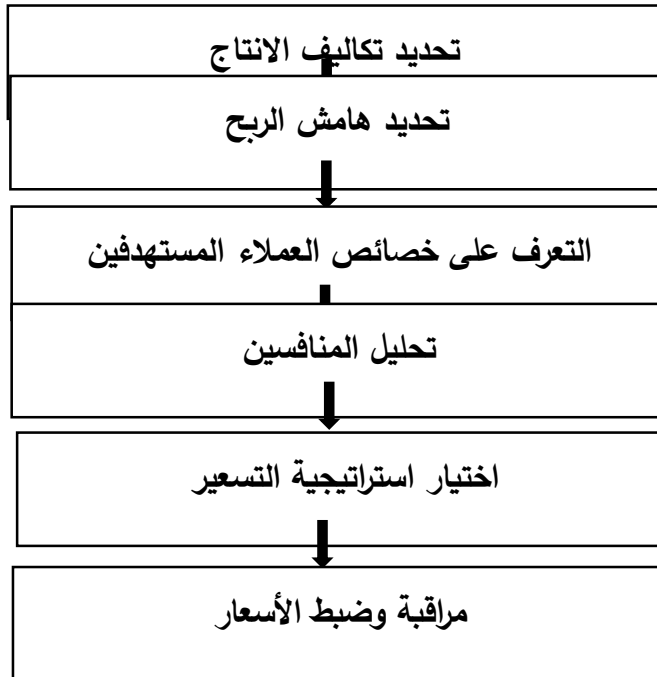 تحديد تكاليف الانتاج
تحديد هامش الربح
التعرف على خصائص العملاء المستهدفين
تحليل المنافسين
اختيار استراتيجية التسعير
مراقبة وضبط الأسعار